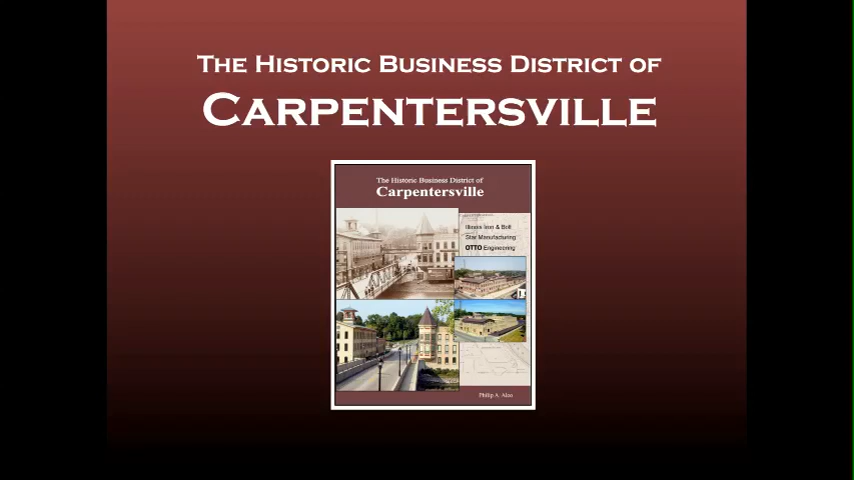 The Historic Business District of
Carpentersville
The Historic Business District of
Carpentersville
Illinois Iron & Bolt
Star Manufacturing
OTTO Engineering
Philip A. Aleo